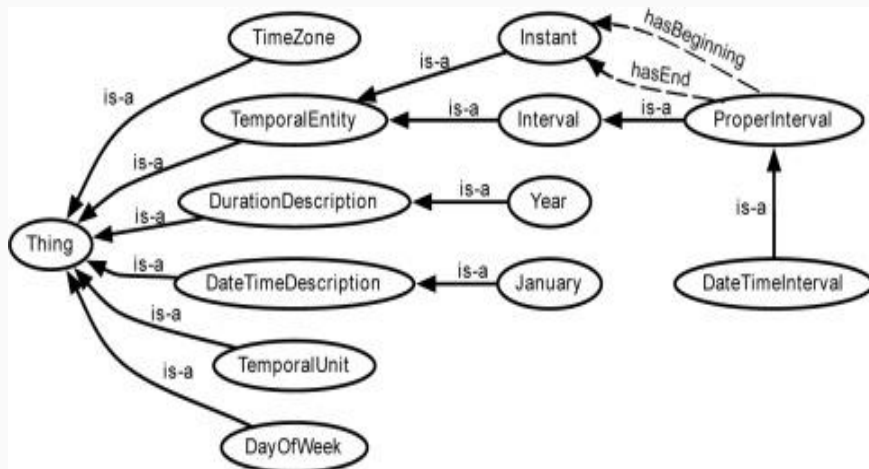 TimeZone
Instant
hasBeginning
is-a
is-a
hasEnd
TemporalEntity
is-a
Interval
is-a
ProperInterval
is-a
DurationDescription
is-a
Year
is-a
is-a
Thing
is-a
DateTimeDescription
is-a
January
DateTimeInterval
is-a
TemporalUnit
is-a
DayOfWeek